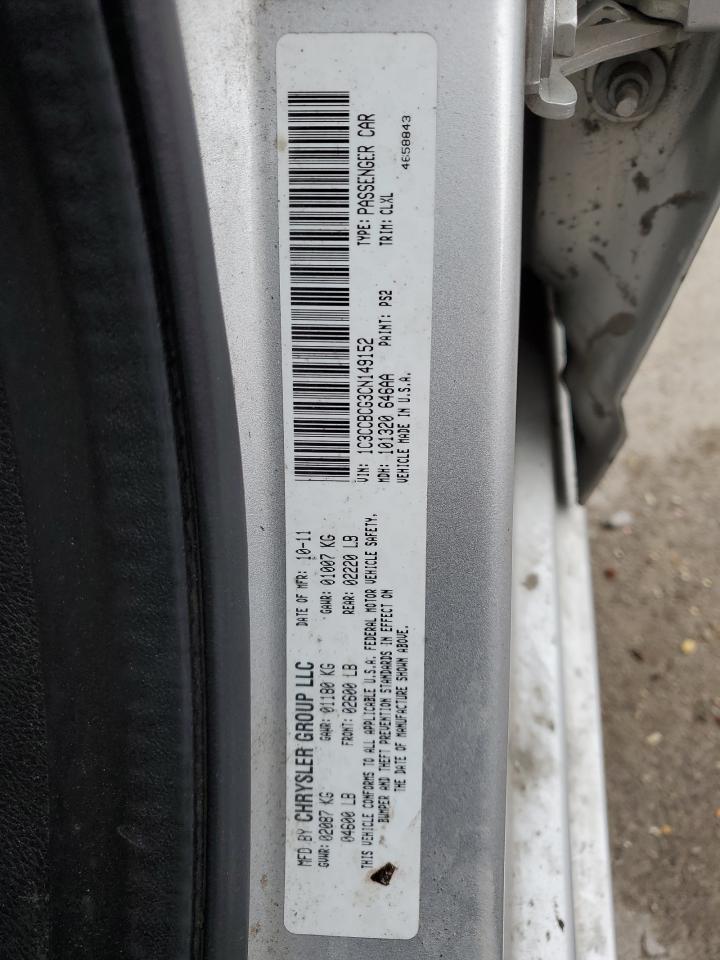 MFD BY CHRYSLER GROUP LLC DATE OF MFR: 10-11
GVWR: 02087 KG GAWR: 01180 KG GAWR: 01007 KG
04600 LB FRONT: 02600 LB REAR: 02220 LB
THIS VEHICLE CONFORMS TO ALL APPLICABLE U.S.A. FEDERAL MOTOR VEHICLE SAFETY,
BUMPER AND THEFT PREVENTION STANDARDS IN EFFECT ON
THE DATE OF MANUFACTURE SHOWN ABOVE.
VIN: 1C3CCBCG3CN149152 TYPE: PASSENGER CAR
MDH: 101320 646AA PAINT: PS2 TRIM: CLXL
VEHICLE MADE IN U.S.A. 4658843